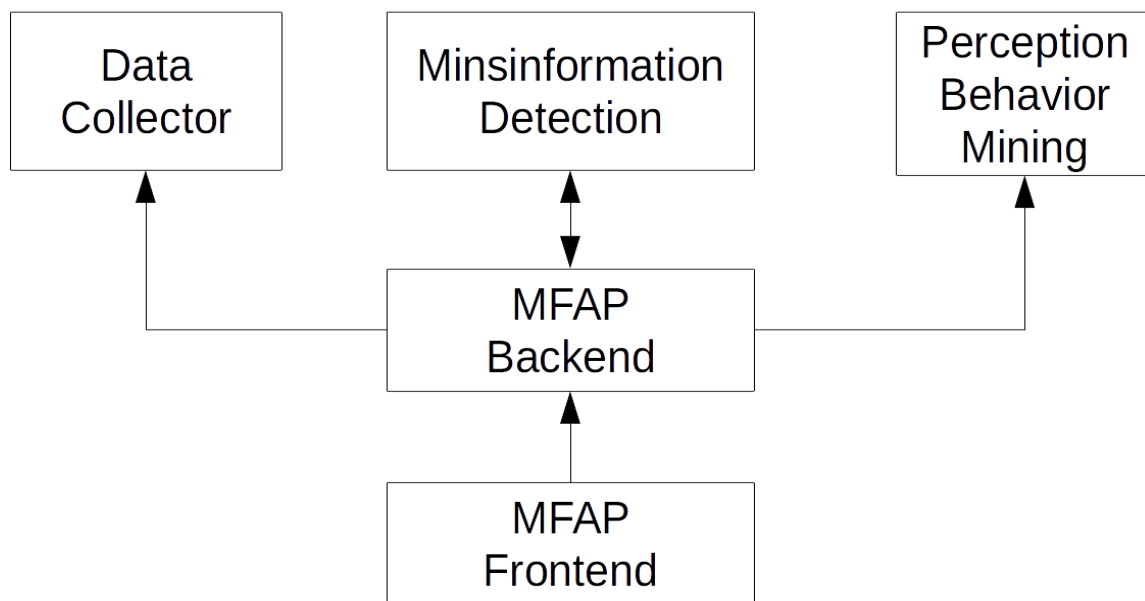 Data
Collector
Minsinformation
Detection
Perception
Behavior
Mining
MFAP
Backend
MFAP
Frontend